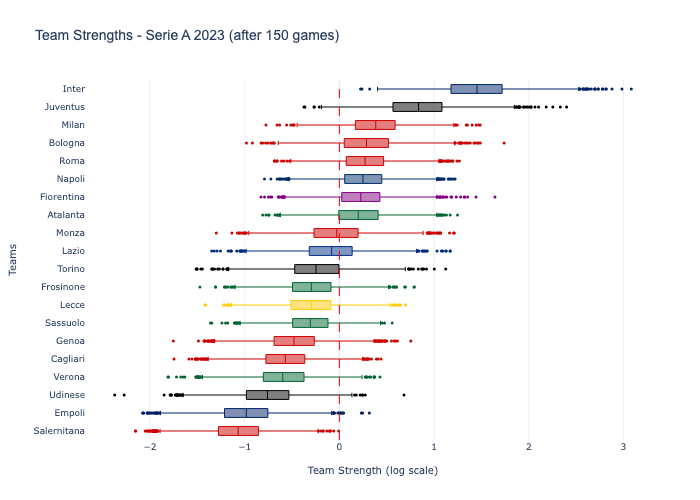 Team Strengths - Serie A 2023 (after 150 games)
Inter
Juventus
Milan
Bologna
Roma
Napoli
Fiorentina
Atalanta
Monza
Lazio
Torino
Frosinone
Lecce
Sassuolo
Genoa
Cagliari
Verona
Udinese
Empoli
Salernitana
Teams
−2 −1 0 1 2 3
Team Strength (log scale)